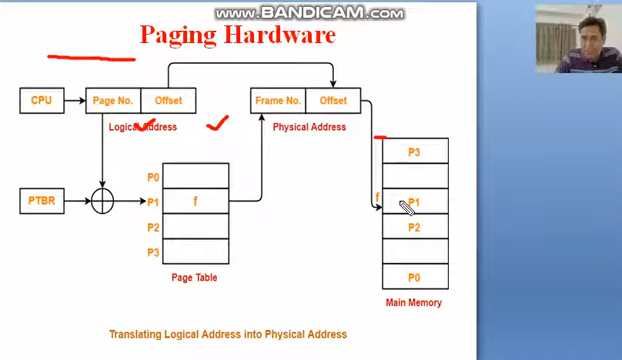 www.BANDICAM.com
Paging Hardware
CPU
Page No.
Offset
Frame No.
Offset
Logical Address
Physical Address
P3
P0
PTBR
P1
f
f
P1
P2
P2
P3
P0
Page Table
Main Memory
Translating Logical Address into Physical Address